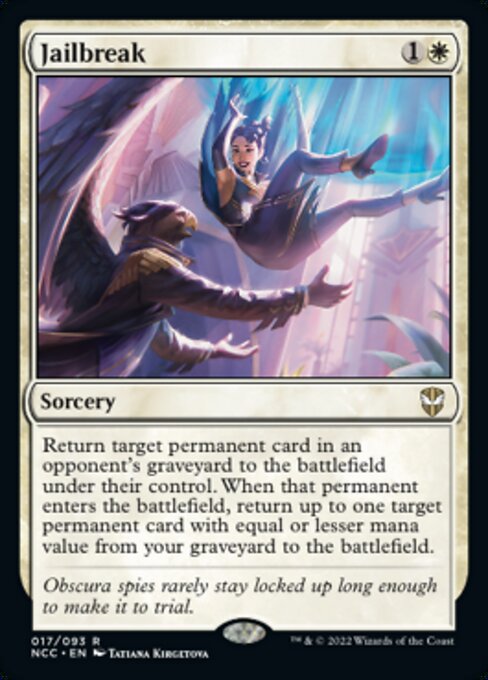 Jailbreak 1
Sorcery
Return target permanent card in an
opponent's graveyard to the battlefield
under their control. When that permanent
enters the battlefield, return up to one target
permanent card with equal or lesser mana
value from your graveyard to the battlefield.
Obscura spies rarely stay locked up long enough
to make it to trial.
017/093 R
NCC • EN Tatiana Kirgetova
™ & © 2022 Wizards of the Coast